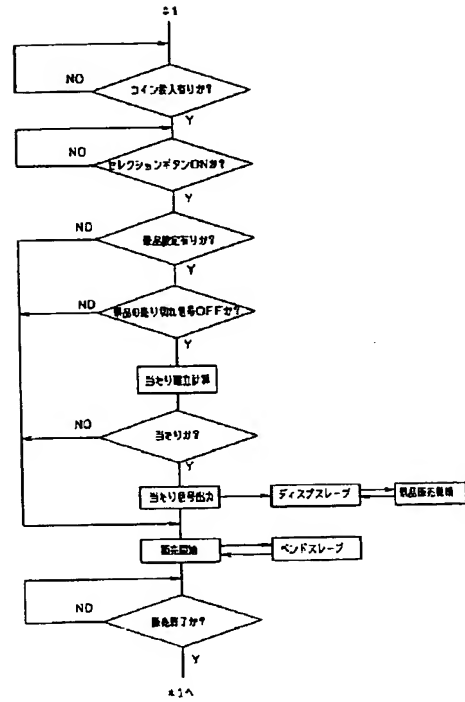 *1
NO
コイン投入有りか?
Y
NO
セレクションボタンONか?
Y
NO
景品設定有りか?
Y
NO
景品の売り切れ信号OFFか?
Y
当たり確立計算
NO
当たりか?
Y
当たり信号出力
ディスプスレーブ
景品販売機構
販売開始
ベンドスレーブ
NO
販売終了か?
Y
*1へ